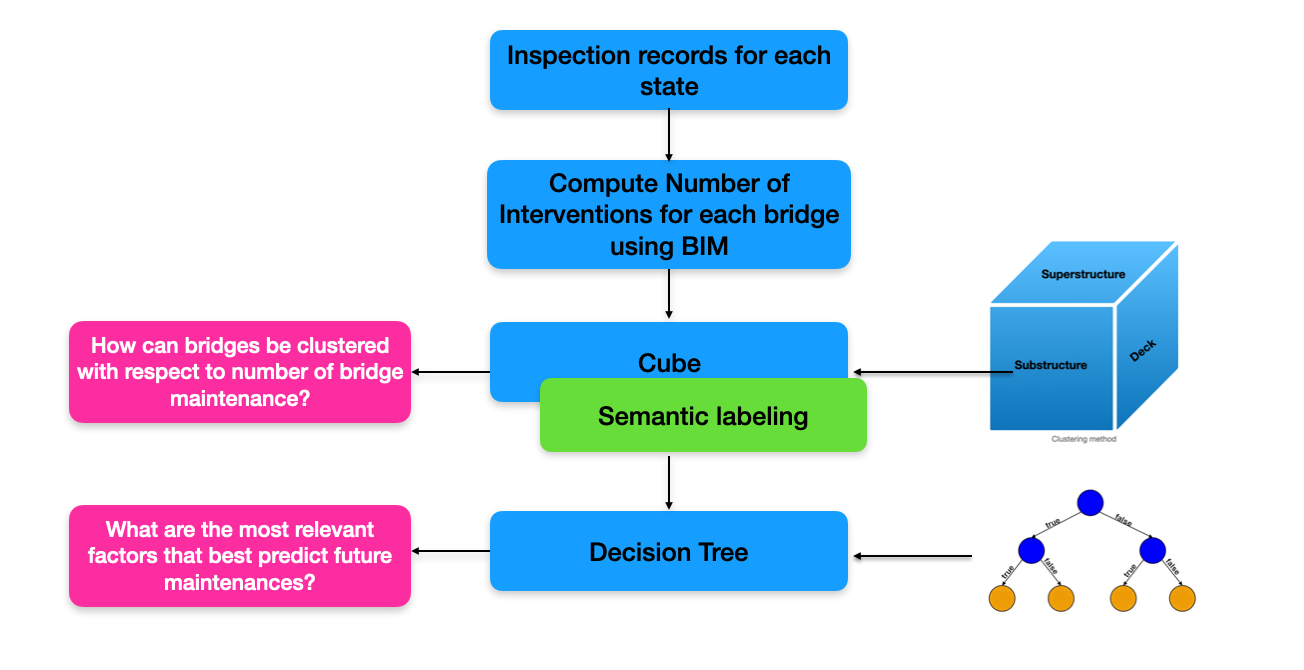 Inspection records for each
state
Compute Number of
Interventions for each bridge
using BIM
Superstructure
Substructure
Deck
Clustering method
How can bridges be clustered
with respect to number of bridge
maintenance?
Cube
Semantic labeling
What are the most relevant
factors that best predict future
maintenances?
Decision Tree
true
false
true
false
true
false